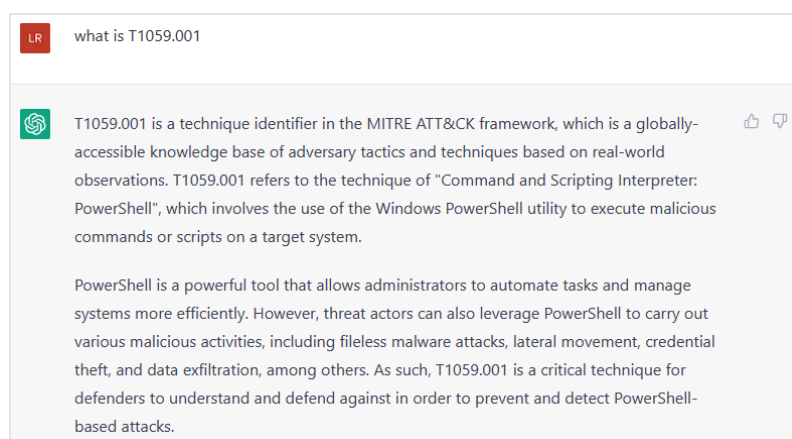 LR
what is T1059.001
T1059.001 is a technique identifier in the MITRE ATT&CK framework, which is a globally-
accessible knowledge base of adversary tactics and techniques based on real-world
observations. T1059.001 refers to the technique of "Command and Scripting Interpreter:
PowerShell", which involves the use of the Windows PowerShell utility to execute malicious
commands or scripts on a target system.
PowerShell is a powerful tool that allows administrators to automate tasks and manage
systems more efficiently. However, threat actors can also leverage PowerShell to carry out
various malicious activities, including fileless malware attacks, lateral movement, credential
theft, and data exfiltration, among others. As such, T1059.001 is a critical technique for
defenders to understand and defend against in order to prevent and detect PowerShell-
based attacks.